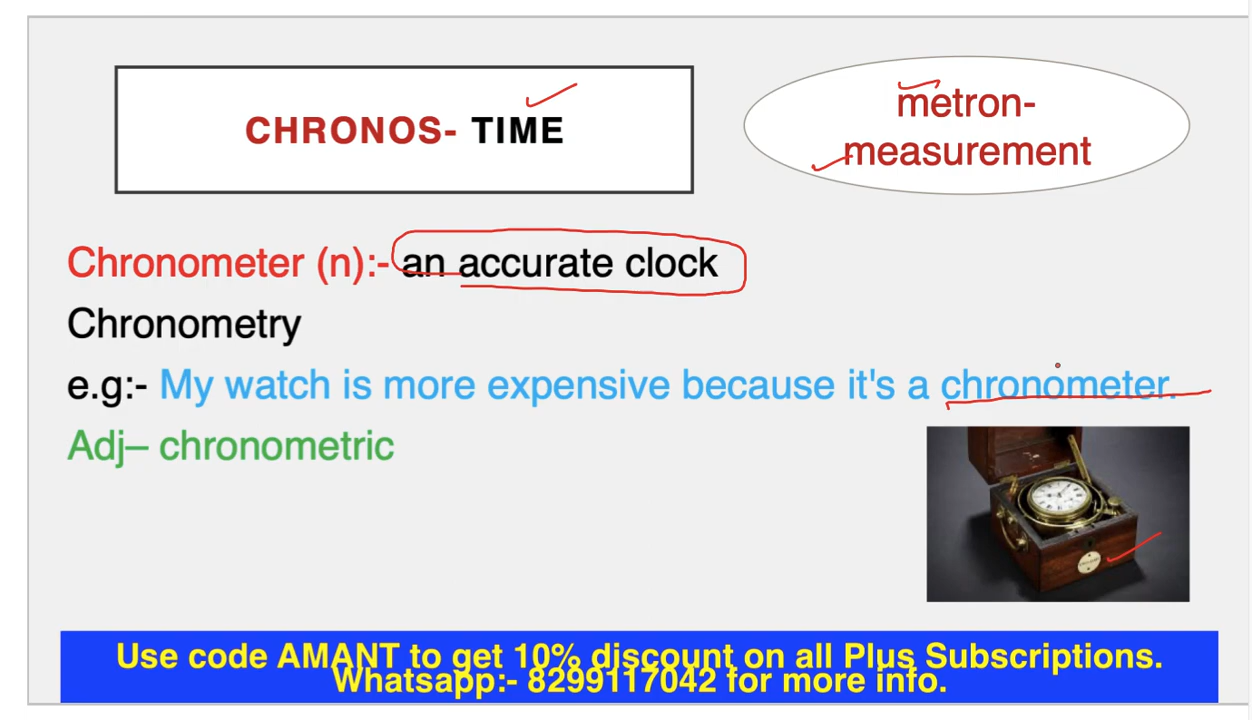 CHRONOS- TIME
metron-
measurement
Chronometer (n):- an accurate clock
Chronometry
e.g:- My watch is more expensive because it's a chronometer.
Adj– chronometric
Use code AMANT to get 10% discount on all Plus Subscriptions.
Whatsapp:- 8299117042 for more info.